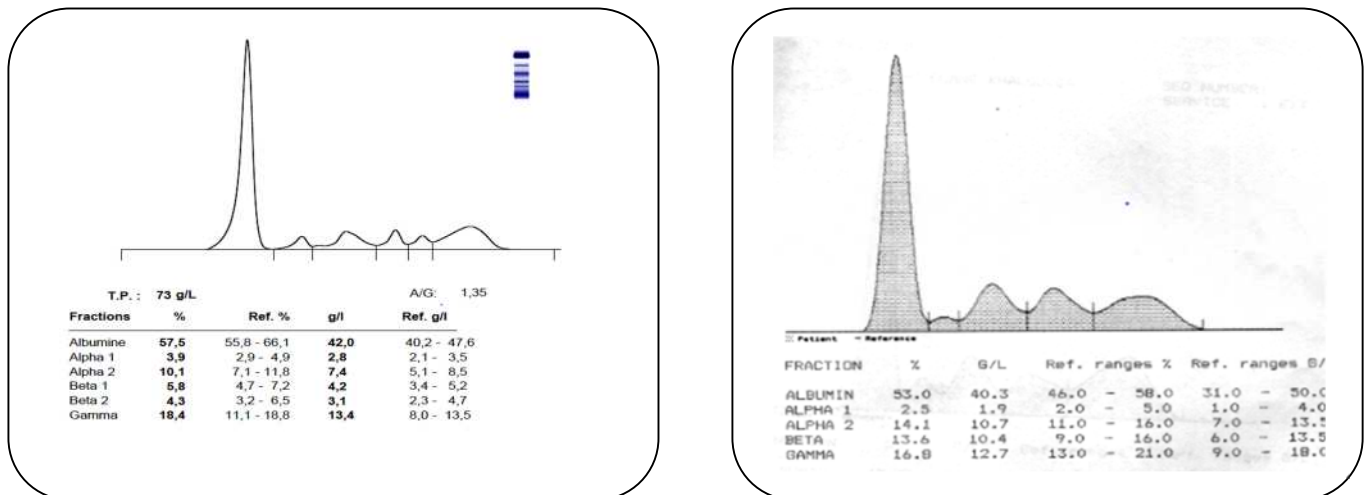 T.P. : 73 g/L A/G: 1,35
Fractions % Ref. % g/l Ref. g/l
Albumine 57,5 55,8 - 66,1 42,0 40,2 - 47,6
Alpha 1 3,9 2,9 - 4,9 2,8 2,1 - 3,5
Alpha 2 10,1 7,1 - 11,8 7,4 5,1 - 8,5
Beta 1 5,8 4,7 - 7,2 4,2 3,4 - 5,2
Beta 2 4,3 3,2 - 6,5 3,1 2,3 - 4,7
Gamma 18,4 11,1 - 18,8 13,4 8,0 - 13,5
SEQ NUMBER
SERVICE
Patient - Reference
FRACTION % G/L Ref. ranges % Ref. ranges G/
ALBUMIN 53.0 40.3 46.0 - 58.0 31.0 - 50.0
ALPHA 1 2.5 1.9 2.0 - 5.0 1.0 - 4.0
ALPHA 2 14.1 10.7 11.0 - 16.0 7.0 - 13.5
BETA 13.6 10.4 9.0 - 16.0 6.0 - 13.5
GAMMA 16.8 12.7 13.0 - 21.0 9.0 - 18.0